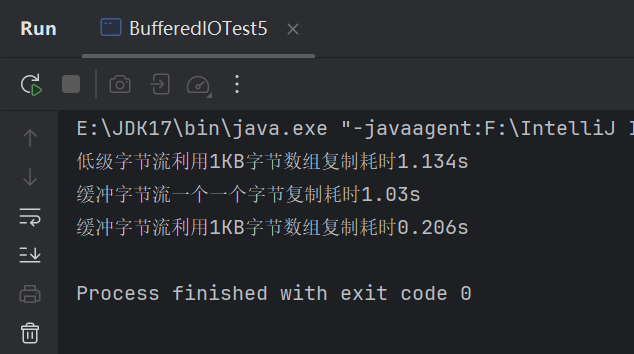 Run BufferedIOTest5
E:\JDK17\bin\java.exe "-javaagent:F:\IntelliJ
低级字节流利用1KB字节数组复制耗时1.134s
缓冲字节流一个一个字节复制耗时1.03s
缓冲字节流利用1KB字节数组复制耗时0.206s
Process finished with exit code 0